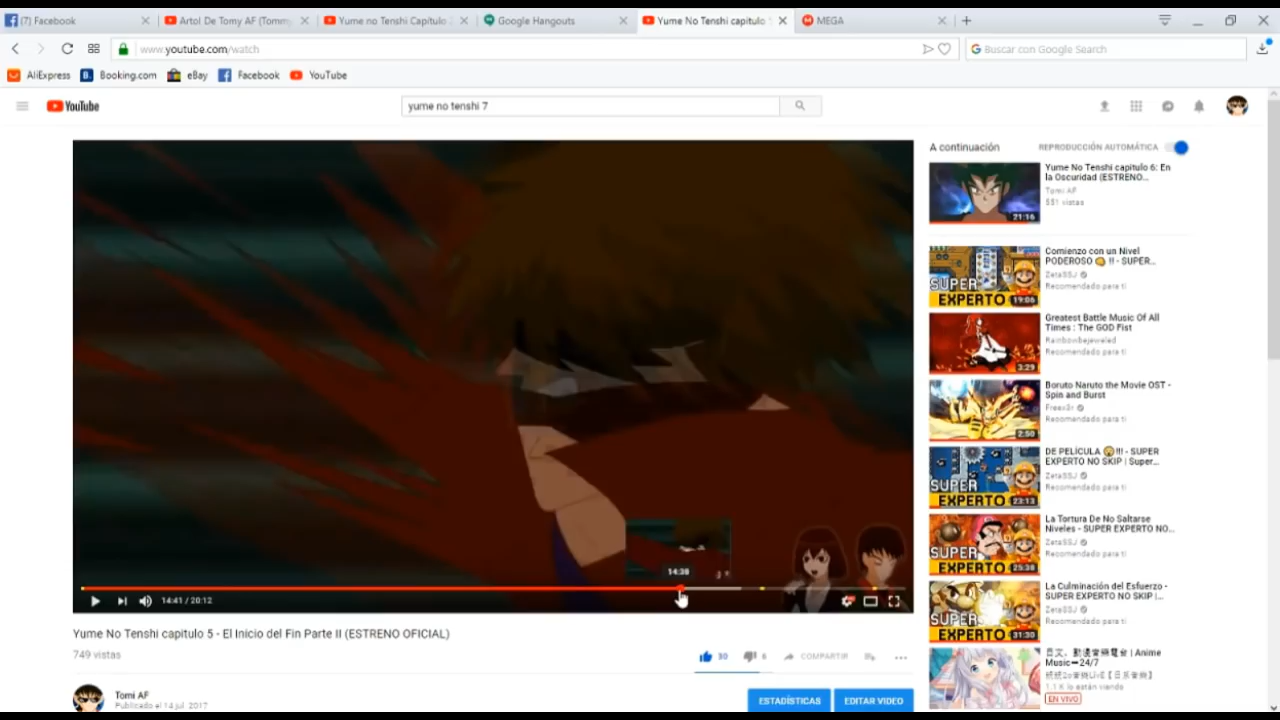 (7) Facebook
Artol De Tomy AF (Tommy
Yume no Tenshi Capitulo
Google Hangouts
Yume No Tenshi capitulo
MEGA
www.youtube.com/watch
Buscar con Google Search
AliExpress
Booking.com
eBay
Facebook
YouTube
YouTube
yume no tenshi 7
A continuación
REPRODUCCIÓN AUTOMÁTICA
Yume No Tenshi capitulo 6: En
la Oscuridad (ESTRENO...
Tomi AF
551 vistas
21:16
Comienzo con un Nivel
PODEROSO !! - SUPER...
ZetaSSJ
Recomendado para ti
SUPER
EXPERTO
19:06
Greatest Battle Music Of All
Times : The GOD Fist
Rainbowbejeweled
Recomendado para ti
3:29
Boruto Naruto the Movie OST -
Spin and Burst
Recomendado para ti
2:50
DE PELÍCULA !!! - SUPER
EXPERTO NO SKIP | Super...
ZetaSSJ
Recomendado para ti
SUPER
EXPERTO
23:13
La Tortura De No Saltarse
Niveles - SUPER EXPERTO NO...
ZetaSSJ
Recomendado para ti
SUPER
EXPERTO
25:38
La Culminación del Esfuerzo -
SUPER EXPERTO NO SKIP |...
ZetaSSJ
Recomendado para ti
SUPER
EXPERTO
31:30
| Anime
Music ━ 24/7
1.1 K lo están viendo
EN VIVO
14:38
14:41 / 20:12
Yume No Tenshi capitulo 5 - El Inicio del Fin Parte II (ESTRENO OFICIAL)
749 vistas
30
6
COMPARTIR
Tomi AF
Publicado el 14 jul. 2017
ESTADÍSTICAS
EDITAR VIDEO